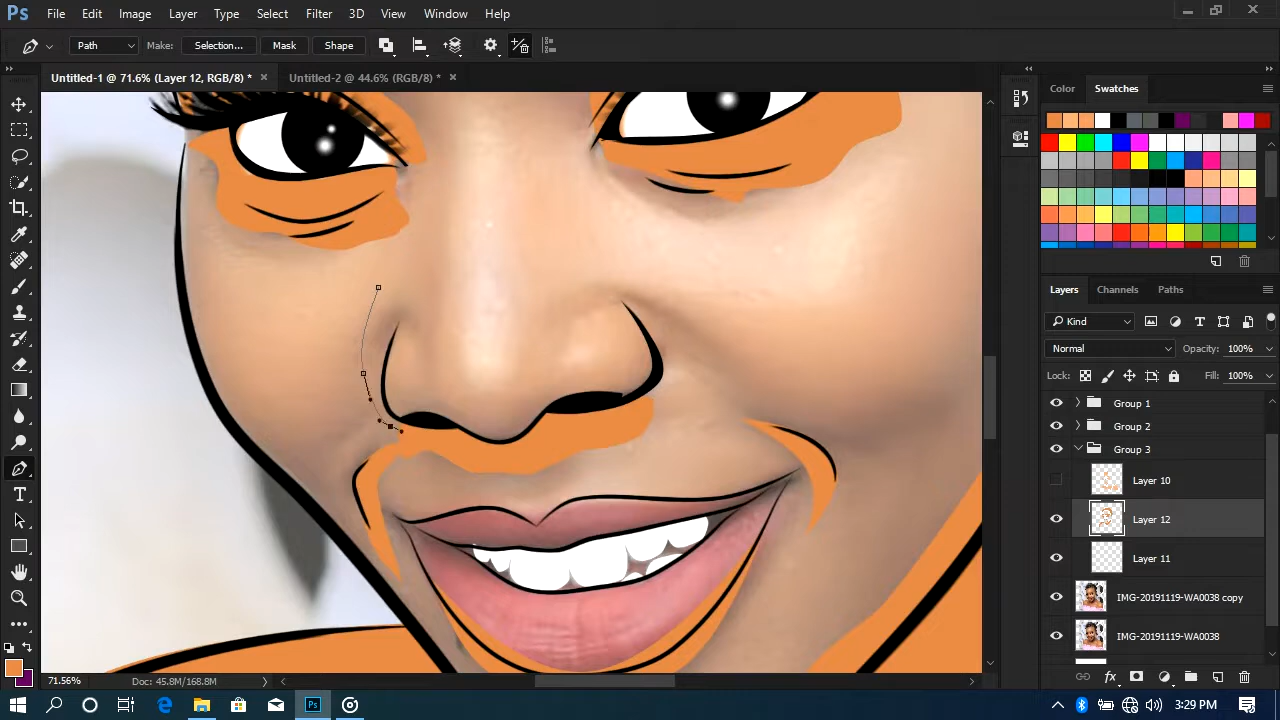 Ps File Edit Image Layer Type Select Filter 3D View Window Help
Path Make: Selection... Mask Shape
Untitled-1 @ 71.6% (Layer 12, RGB/8) * × Untitled-2 @ 44.6% (RGB/8) * ×
Color Swatches
Layers Channels Paths
Kind
Normal Opacity: 100%
Lock: Fill: 100%
Group 1
Group 2
Group 3
Layer 10
Layer 12
Layer 11
IMG-20191119-WA0038 copy
IMG-20191119-WA0038
71.56% Doc: 45.8M/168.8M
3:29 PM